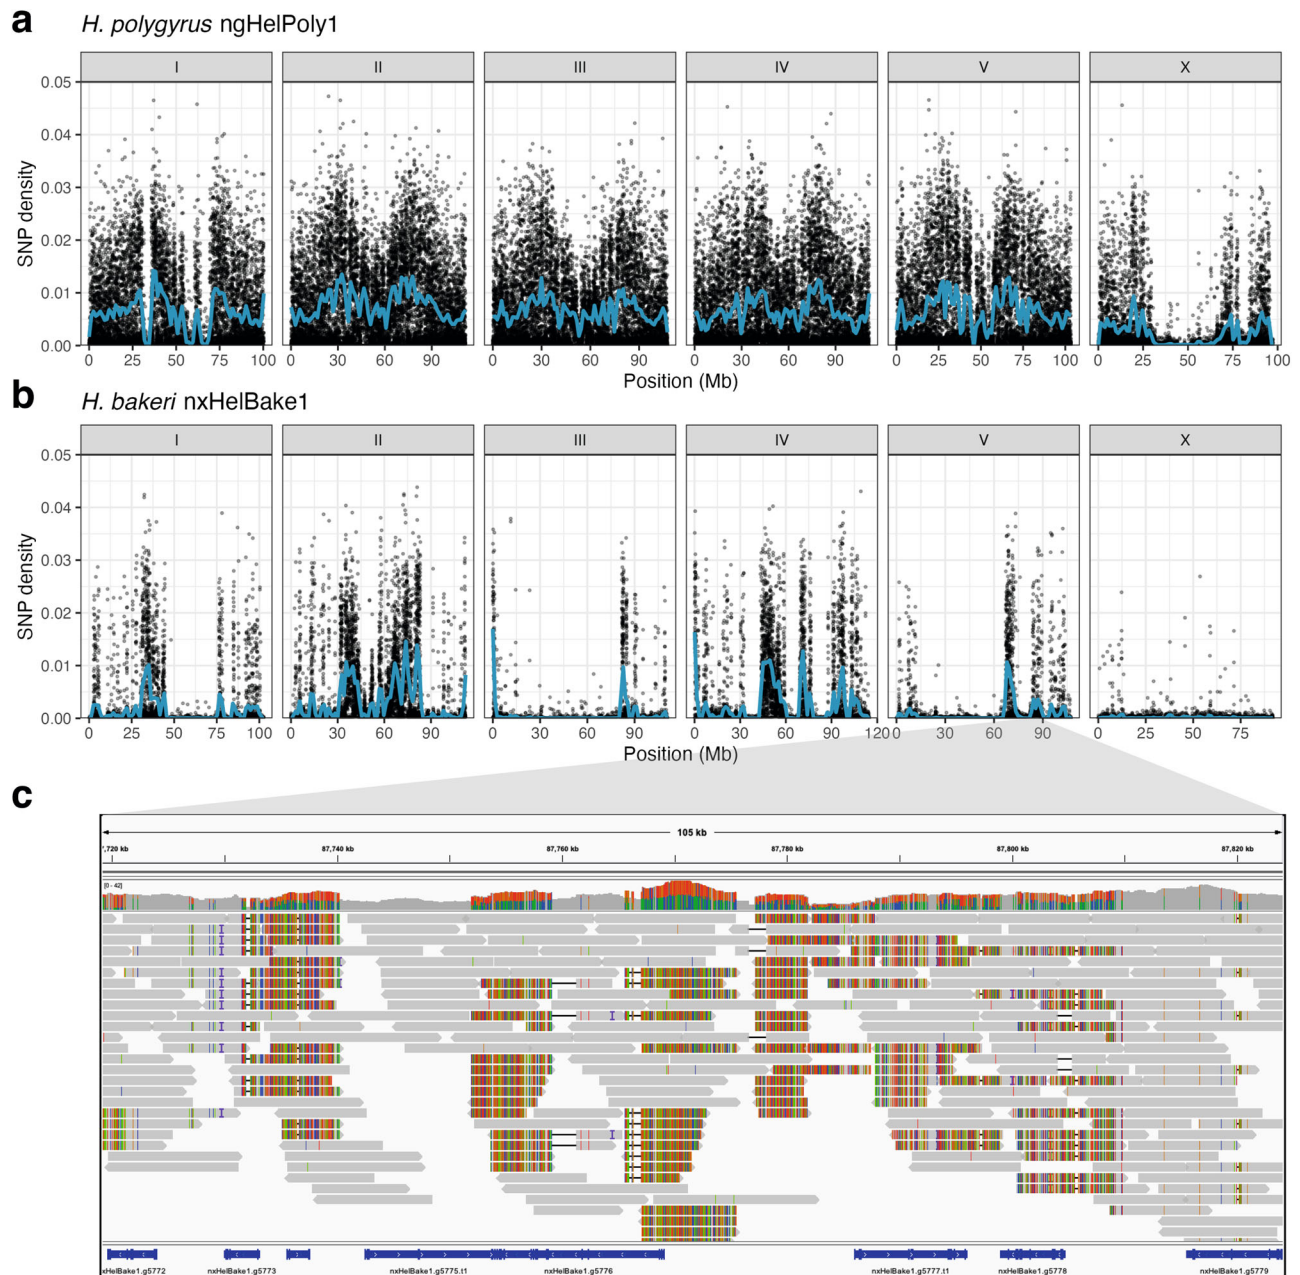 a H. polygyrus ngHelPoly1
I II III IV V X
SNP density
0.05
0.04
0.03
0.02
0.01
0.00
0 25 50 75 100 0 30 60 90 0 30 60 90 0 30 60 90 0 25 50 75 100 0 25 50 75 100
Position (Mb)
b H. bakeri nxHelBake1
I II III IV V X
SNP density
0.05
0.04
0.03
0.02
0.01
0.00
0 25 50 75 100 0 30 60 90 0 30 60 90 0 30 60 90 120 0 30 60 90 0 25 50 75
Position (Mb)
c
105 kb
',720 kb 87,740 kb 87,760 kb 87,780 kb 87,800 kb 87,820 kb
[0 - 42]
xHelBake1.g5772 nxHelBake1.g5773 nxHelBake1.g5775.t1 nxHelBake1.g5776 nxHelBake1.g5777.t1 nxHelBake1.g5778 nxHelBake1.g5779